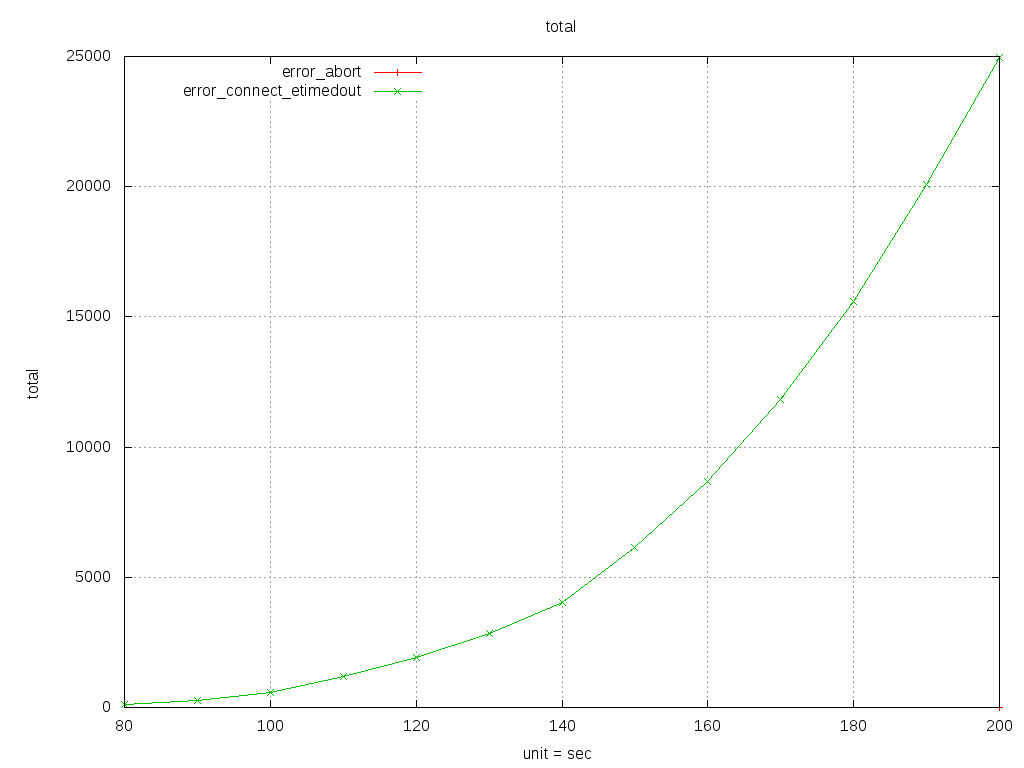 total
25000
error_abort
error_connect_etimedout
20000
15000
total
10000
5000
0
80 100 120 140 160 180 200
unit = sec